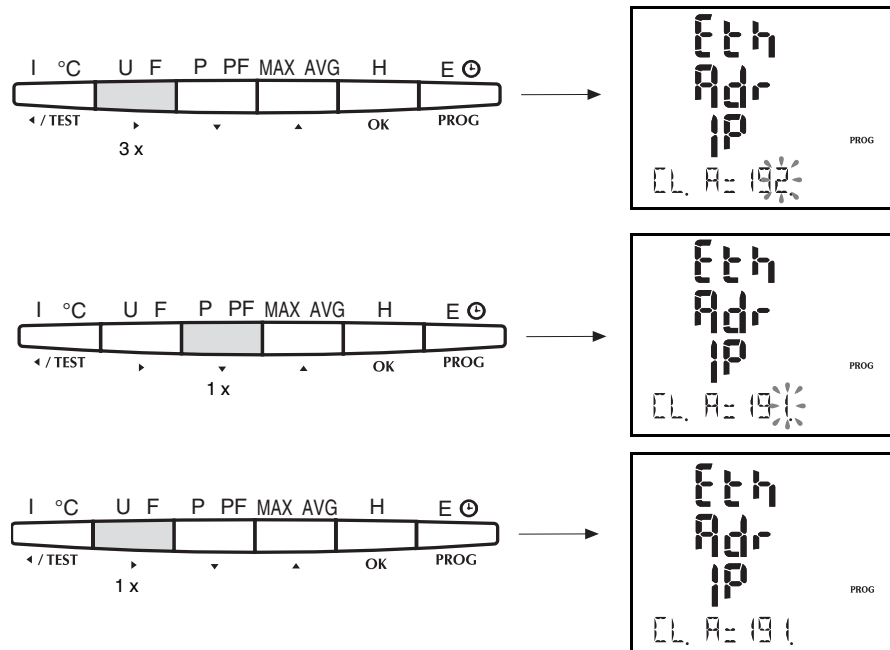 I °C U F P PF MAX AVG H E
/ TEST OK PROG
3 x
Eth
Adr
IP
PROG
CL. A= 192.
I °C U F P PF MAX AVG H E
/ TEST OK PROG
1 x
Eth
Adr
IP
PROG
CL. A= 191.
I °C U F P PF MAX AVG H E
/ TEST OK PROG
1 x
Eth
Adr
IP
PROG
CL. A= 191.